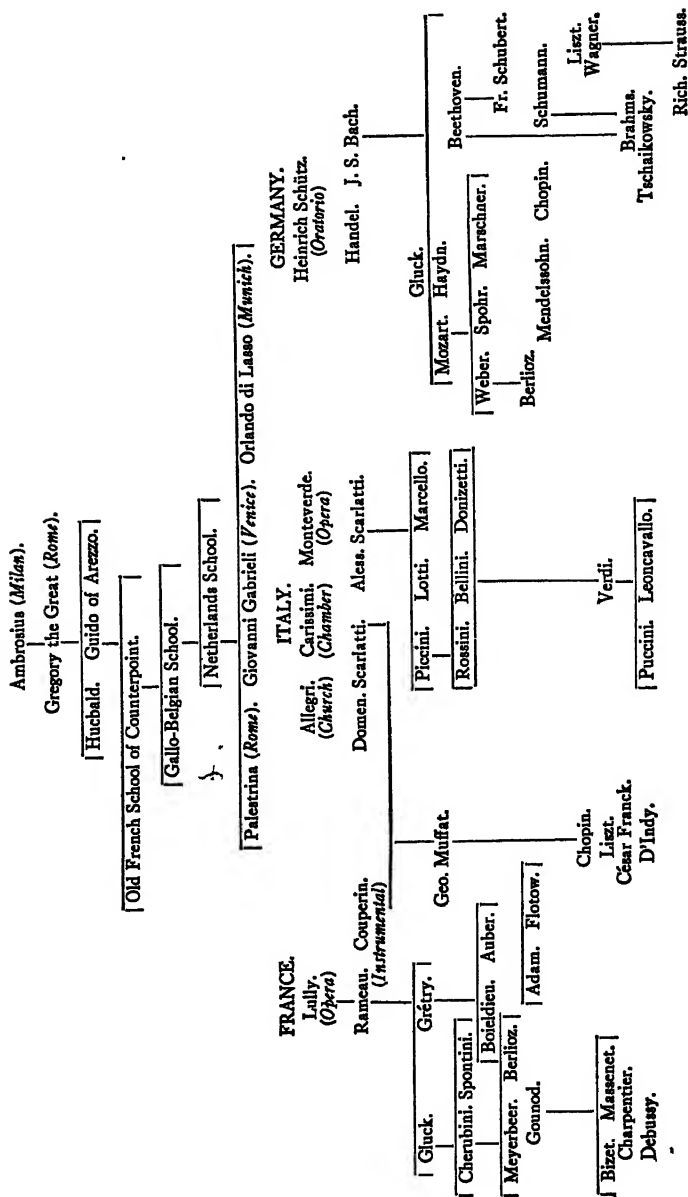 Ambrosius (Milan).
Gregory the Great (Rome).
Hucbald. Guido of Arezzo.
Old French School of Counterpoint.
Gallo-Belgian School.
Netherlands School.
Palestrina (Rome). Giovanni Gabrieli (Venice). Orlando di Lasso (Munich).
FRANCE.
Lully.
(Opera)
Rameau. Couperin.
(Instrumental)
Gluck. Grétry.
Cherubini. Spontini.
Boieldieu. Auber.
Meyerbeer. Berlioz.
Adam. Flotow.
Gounod.
Bizet. Massenet.
Charpentier.
Debussy.
Geo. Muffat.
Chopin.
Liszt.
César Franck.
D'Indy.
ITALY.
Allegri. Carissimi. Monteverde.
(Church) (Chamber) (Opera)
Domen. Scarlatti. Aless. Scarlatti.
Piccini. Lotti. Marcello.
Rossini. Bellini. Donizetti.
Verdi.
Puccini. Leoncavallo.
GERMANY.
Heinrich Schütz.
(Oratorio)
Handel. J. S. Bach.
Gluck.
Mozart. Haydn. Beethoven.
Weber. Spohr. Marschner. Fr. Schubert.
Berlioz.
Mendelssohn. Chopin. Schumann.
Liszt.
Wagner.
Brahms.
Tschaikowsky.
Rich. Strauss.